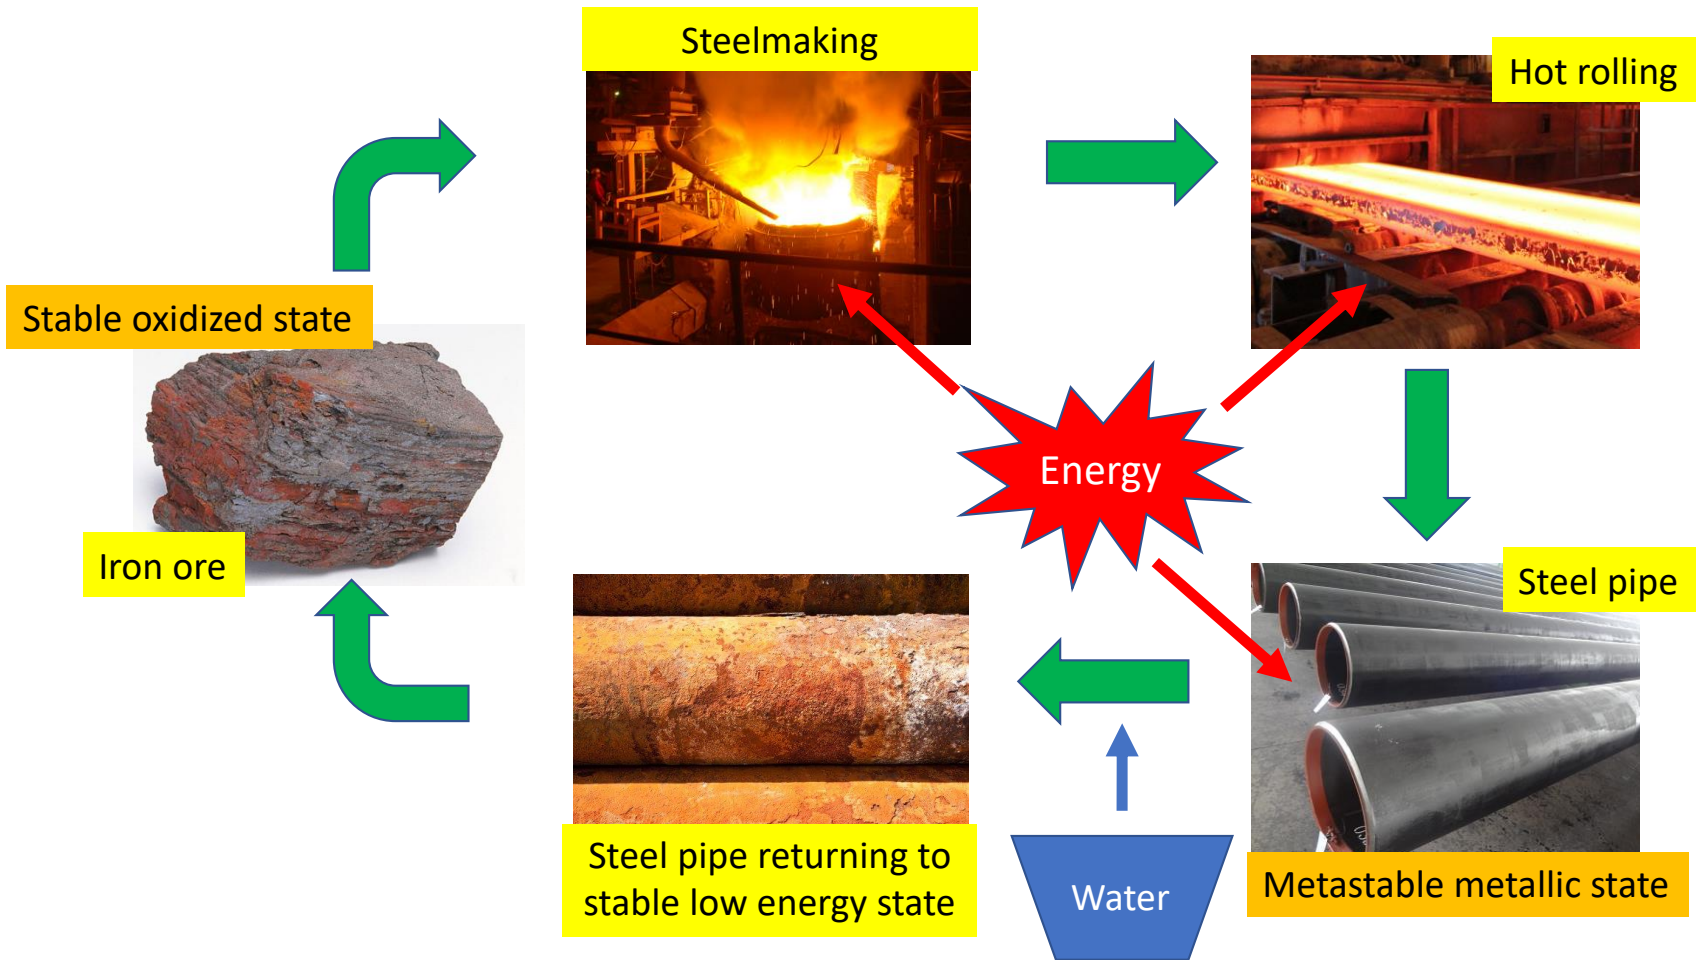 Steelmaking
Hot rolling
Stable oxidized state
Energy
Iron ore
Steel pipe
Steel pipe returning to
stable low energy state
Water
Metastable metallic state